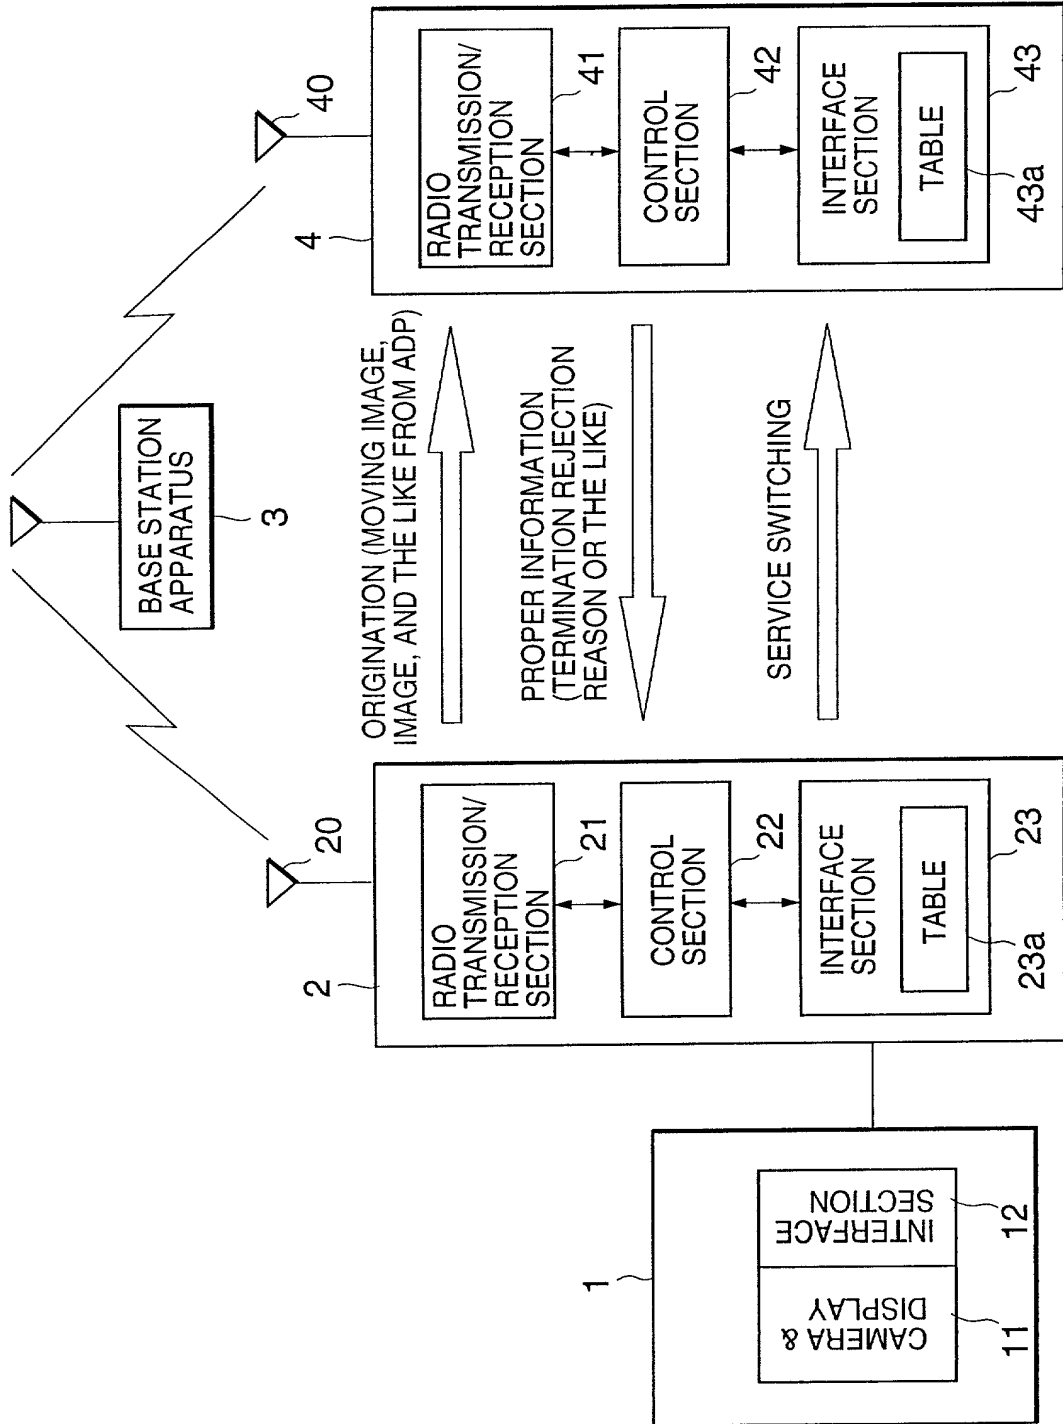 BASE STATION
APPARATUS
3
20
40
1
CAMERA &
DISPLAY
11
INTERFACE
SECTION
12
2
RADIO
TRANSMISSION/
RECEPTION
SECTION
21
CONTROL
SECTION
22
INTERFACE
SECTION
TABLE
23a
23
ORIGINATION (MOVING IMAGE,
IMAGE, AND THE LIKE FROM ADP)
PROPER INFORMATION
(TERMINATION REJECTION
REASON OR THE LIKE)
SERVICE SWITCHING
4
RADIO
TRANSMISSION/
RECEPTION
SECTION
41
CONTROL
SECTION
42
INTERFACE
SECTION
TABLE
43a
43